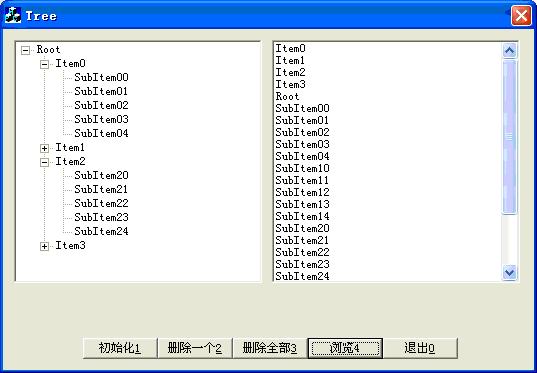 Tree
Root
Item0
SubItem00
SubItem01
SubItem02
SubItem03
SubItem04
Item1
Item2
SubItem20
SubItem21
SubItem22
SubItem23
SubItem24
Item3
Item0
Item1
Item2
Item3
Root
SubItem00
SubItem01
SubItem02
SubItem03
SubItem04
SubItem10
SubItem11
SubItem12
SubItem13
SubItem14
SubItem20
SubItem21
SubItem22
SubItem23
SubItem24
初始化1 删除一个2 删除全部3 浏览4 退出0